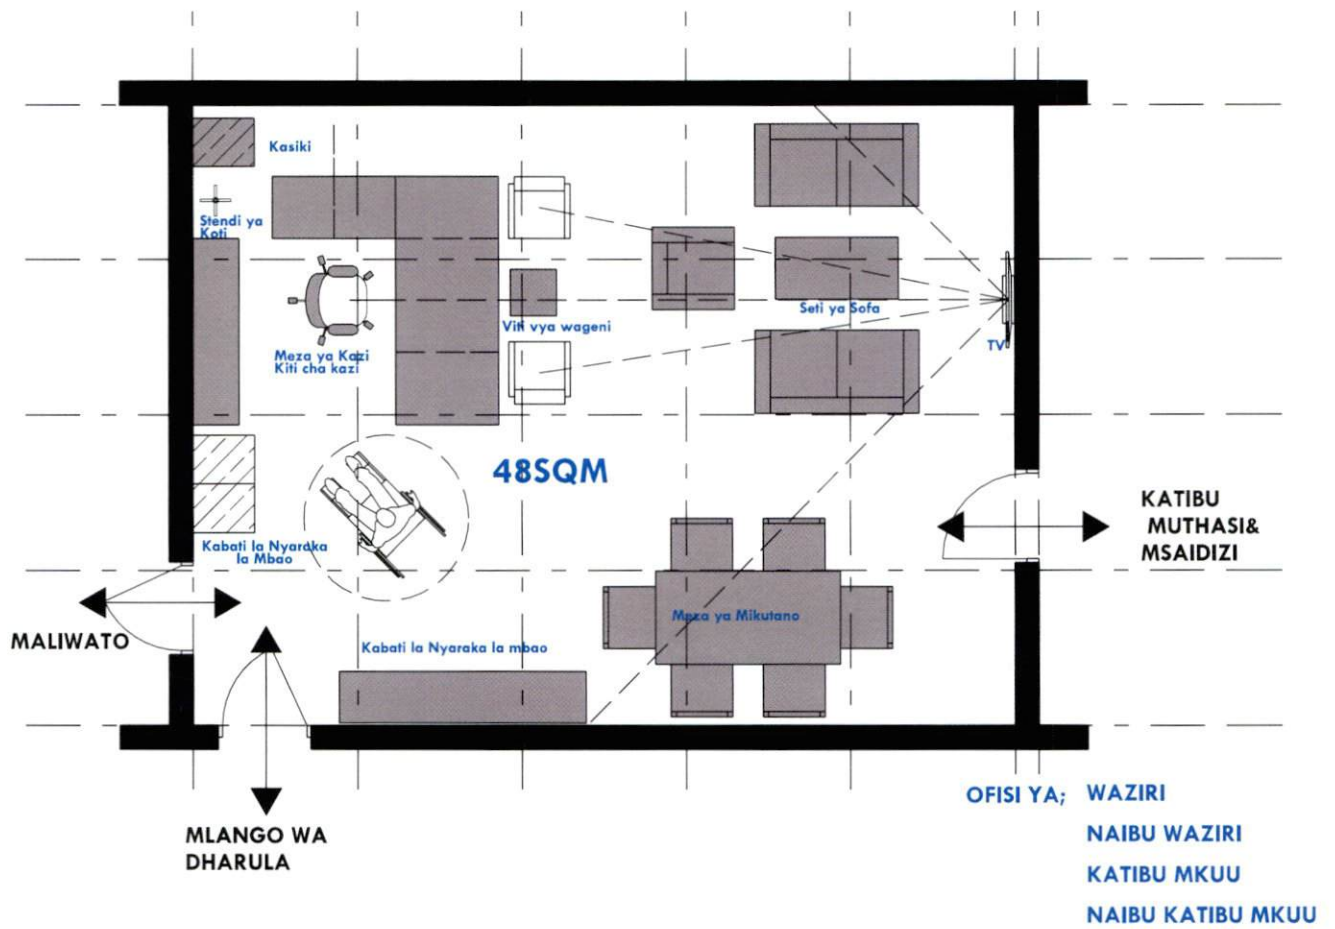 Kasiki
Stendi ya
Koti
Viti vya wageni
Seti ya Sofa
TV
Meza ya Kazi
Kiti cha kazi
48SQM
KATIBU
MUTHASI&
MSAIDIZI
Kabati la Nyaraka
la Mbao
MALIWATO
Meza ya Mikutano
Kabati la Nyaraka la mbao
MLANGO WA
DHARULA
OFISI YA; WAZIRI
NAIBU WAZIRI
KATIBU MKUU
NAIBU KATIBU MKUU